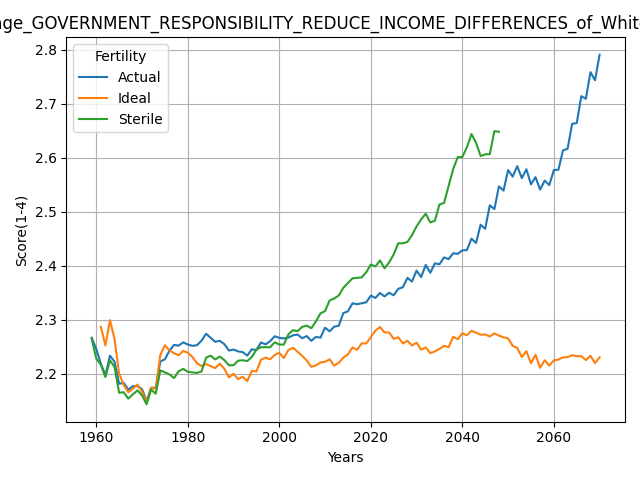 age_GOVERNMENT_RESPONSIBILITY_REDUCE_INCOME_DIFFERENCES_of_White
Fertility
Actual
Ideal
Sterile
Score(1-4)
2.8
2.7
2.6
2.5
2.4
2.3
2.2
1960 1980 2000 2020 2040 2060
Years